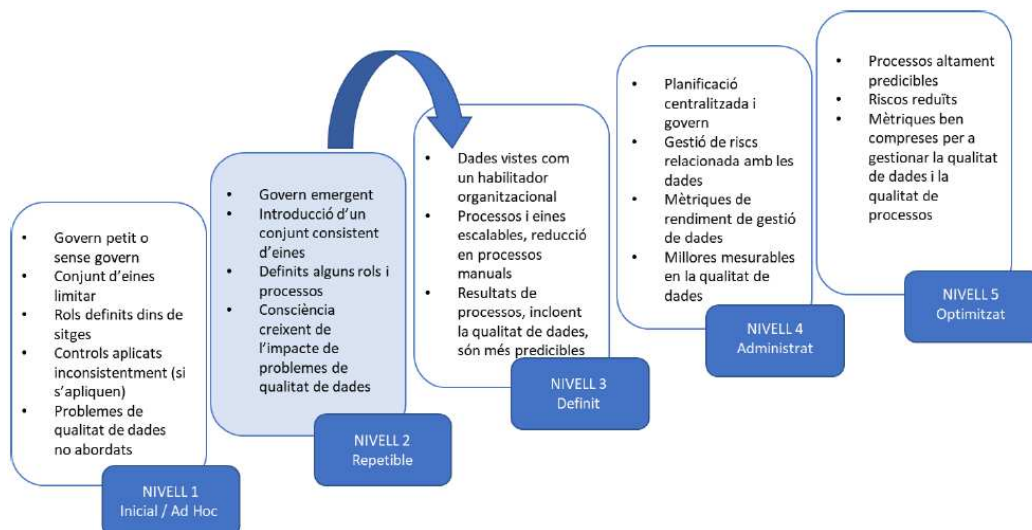 • Govern petit o
sense govern
• Conjunt d'eines
limitar
• Rols definits dins de
sitges
• Controls aplicats
inconsistentment (si
s'apliquen)
• Problemes de
qualitat de dades
no abordats
NIVELL 1
Inicial / Ad Hoc
• Govern emergent
• Introducció d'un
conjunt consistent
d'eines
• Definits alguns rols i
processos
• Consciència
creixent de
l'impacte de
problemes de
qualitat de dades
NIVELL 2
Repetible
• Dades vistes com
un habilitador
organitzacional
• Processos i eines
escalables, reducció
en processos
manuals
• Resultats de
processos, incloent
la qualitat de dades,
són més predicibles
NIVELL 3
Definit
• Planificació
centralitzada i
govern
• Gestió de riscs
relacionada amb les
dades
• Mètriques de
rendiment de gestió
de dades
• Millores mesurables
en la qualitat de
dades
NIVELL 4
Administrat
• Processos altament
predicibles
• Riscos reduïts
• Mètriques ben
compreses per a
gestionar la qualitat
de dades i la
qualitat de
processos
NIVELL 5
Optimitzat